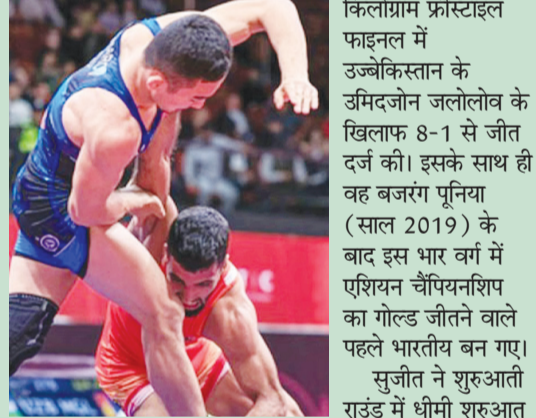 किलोग्राम फ्रीस्टाइल
फाइनल में
उज्बेकिस्तान के
उमिदजोन जलोलोव के
खिलाफ 8-1 से जीत
दर्ज की। इसके साथ ही
वह बजरंग पूनिया
(साल 2019) के
बाद इस भार वर्ग में
एशियन चैंपियनशिप
का गोल्ड जीतने वाले
पहले भारतीय बन गए।
सुजीत ने शुरुआती
राउंड में धीमी शुरुआत